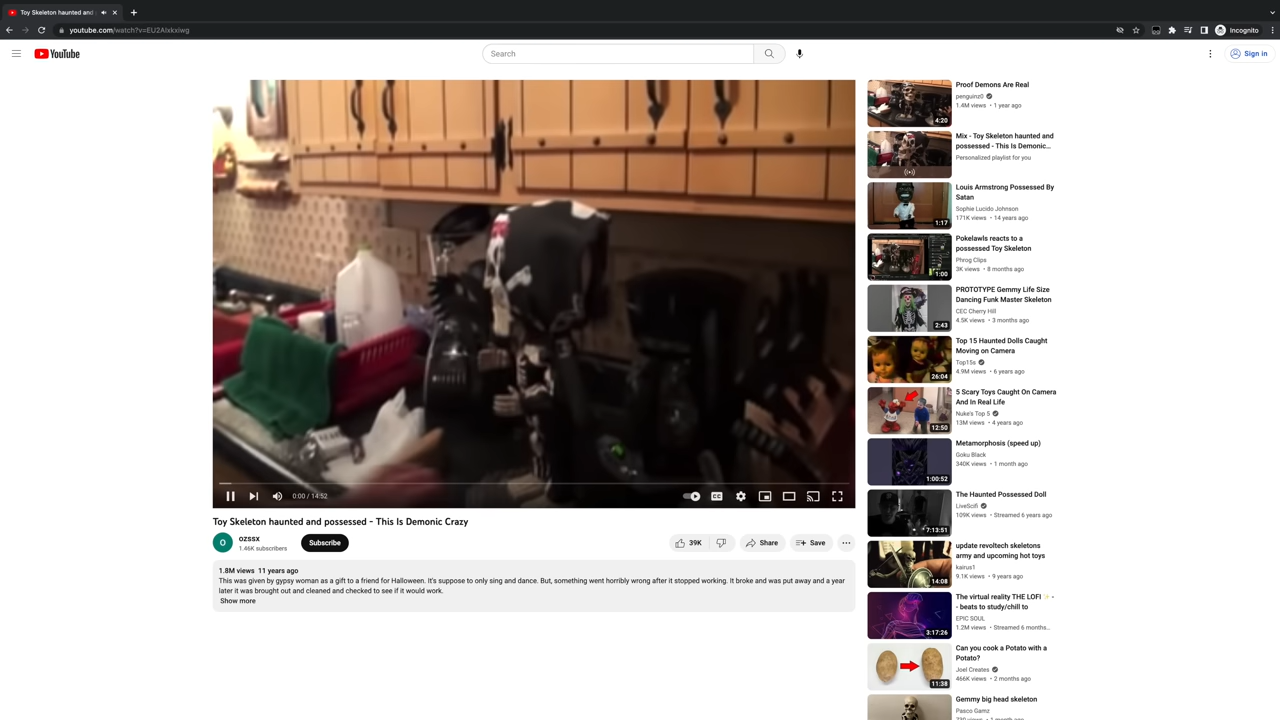 Toy Skeleton haunted and
youtube.com/watch?v=EU2AIxkxiwg
Incognito
YouTube
Search
Sign in
0:00 / 14:52
CC
Toy Skeleton haunted and possessed - This Is Demonic Crazy
O
ozssx
1.46K subscribers
Subscribe
39K
Share
Save
1.8M views 11 years ago
This was given by gypsy woman as a gift to a friend for Halloween. It's suppose to only sing and dance. But, something went horribly wrong after it stopped working. It broke and was put away and a year
later it was brought out and cleaned and checked to see if it would work.
Show more
4:20
Proof Demons Are Real
penguinz0
1.4M views • 1 year ago
Mix - Toy Skeleton haunted and
possessed - This Is Demonic...
Personalized playlist for you
1:17
Louis Armstrong Possessed By
Satan
Sophie Lucido Johnson
171K views • 14 years ago
1:00
Pokelawls reacts to a
possessed Toy Skeleton
Phrog Clips
3K views • 8 months ago
2:43
PROTOTYPE Gemmy Life Size
Dancing Funk Master Skeleton
CEC Cherry Hill
4.5K views • 3 months ago
26:04
Top 15 Haunted Dolls Caught
Moving on Camera
Top15s
4.9M views • 6 years ago
12:50
5 Scary Toys Caught On Camera
And In Real Life
Nuke's Top 5
13M views • 4 years ago
1:00:52
Metamorphosis (speed up)
Goku Black
340K views • 1 month ago
7:13:51
The Haunted Possessed Doll
LiveScifi
109K views • Streamed 6 years ago
14:08
update revoltech skeletons
army and upcoming hot toys
kairus1
9.1K views • 9 years ago
3:17:26
The virtual reality THE LOFI ✨ •
- beats to study/chill to
EPIC SOUL
1.2M views • Streamed 6 months...
11:38
Can you cook a Potato with a
Potato?
Joel Creates
466K views • 2 months ago
Gemmy big head skeleton
Pasco Gamz